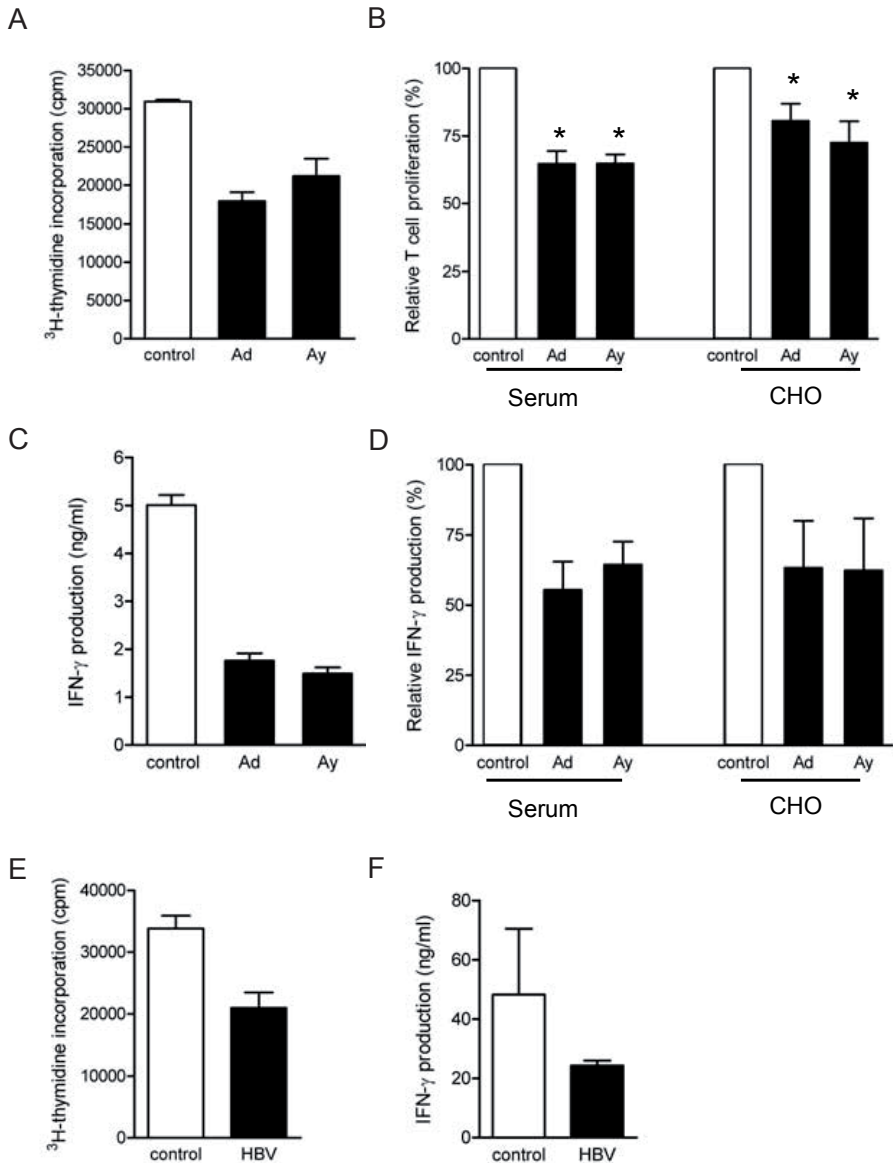 A
³H-thymidine incorporation (cpm)
35000
30000
25000
20000
15000
10000
5000
0
control Ad Ay
B
Relative T cell proliferation (%)
100
75
50
25
0
* * * *
control Ad Ay control Ad Ay
Serum CHO
C
IFN-γ production (ng/ml)
6
5
4
3
2
1
0
control Ad Ay
D
Relative IFN-γ production (%)
100
75
50
25
0
control Ad Ay control Ad Ay
Serum CHO
E
³H-thymidine incorporation (cpm)
40000
30000
20000
10000
0
control HBV
F
IFN-γ production (ng/ml)
80
60
40
20
0
control HBV